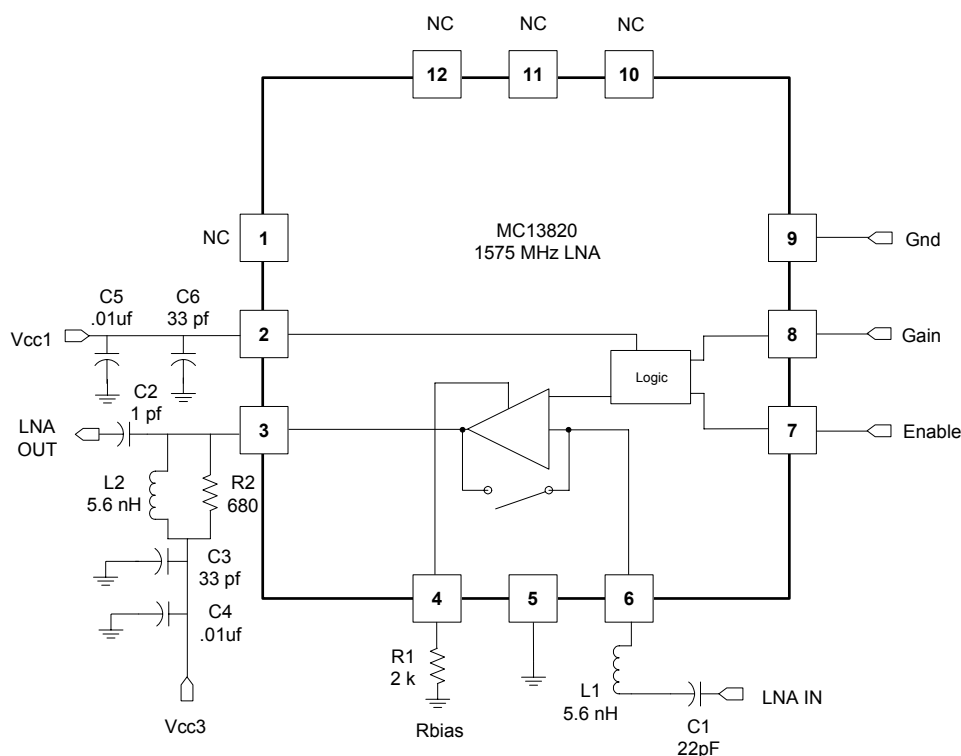 NC
NC
NC
12
11
10
NC
1
MC13820
1575 MHz LNA
9
Gnd
C5
.01uf
C6
33 pf
Vcc1
2
8
Gain
Logic
C2
1 pf
LNA
OUT
3
7
Enable
L2
5.6 nH
R2
680
C3
33 pf
4
5
6
C4
.01uf
R1
2 k
L1
5.6 nH
LNA IN
C1
22pF
Vcc3
Rbias